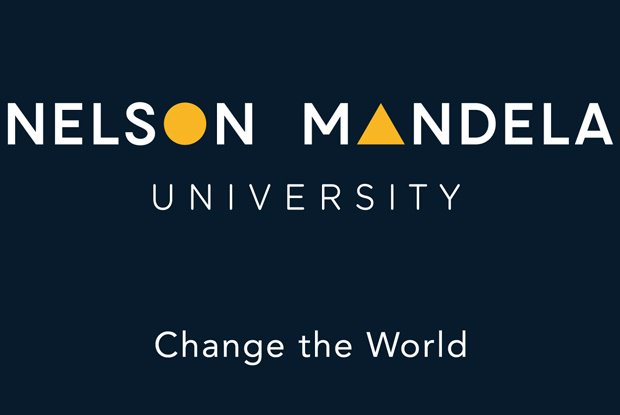 NELSON MANDELA
UNIVERSITY
Change the World